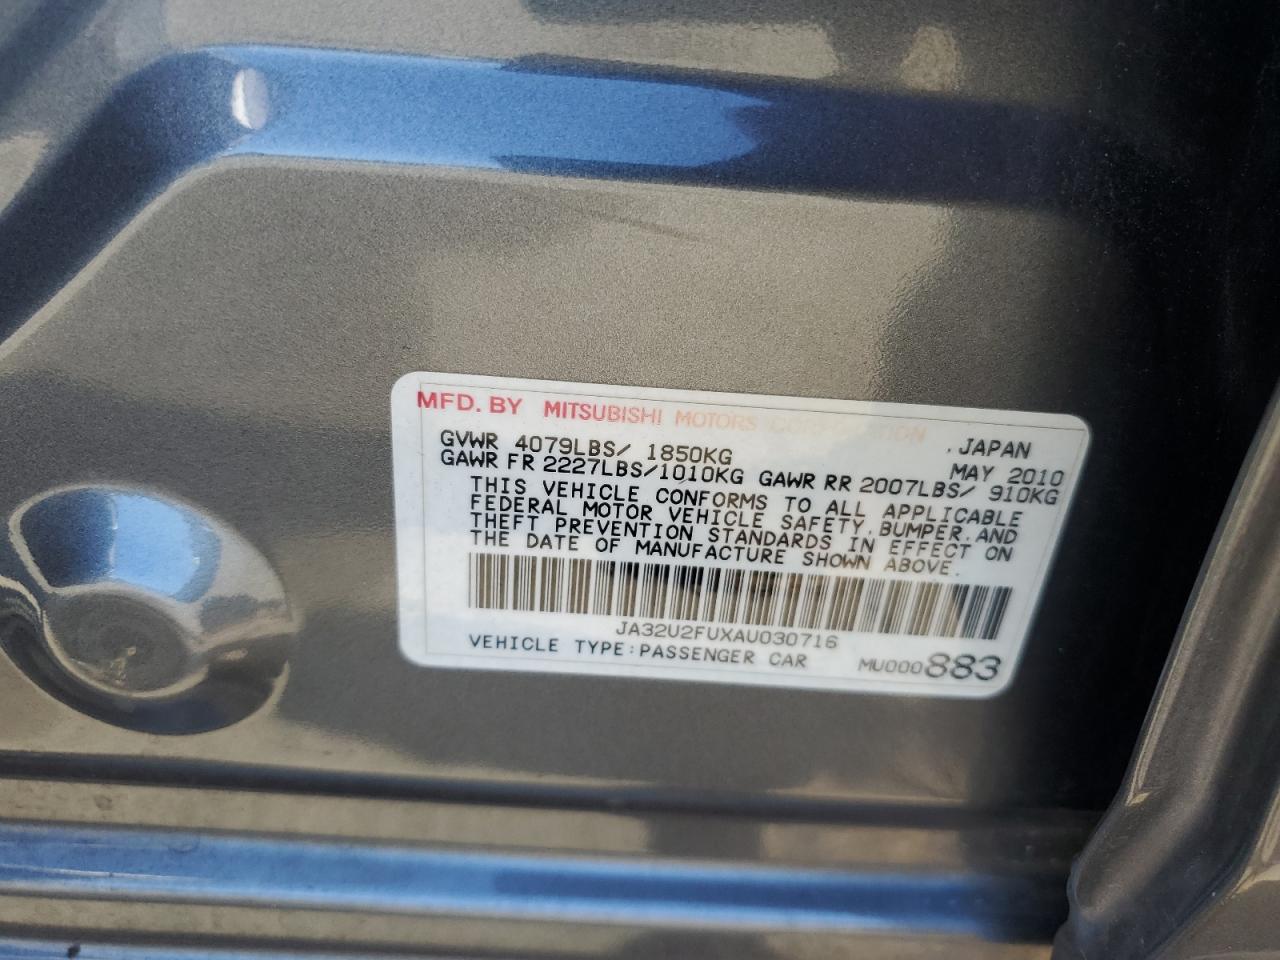 MFD. BY MITSUBISHI MOTORS CORPORATION , JAPAN
GVWR 4079LBS/ 1850KG MAY 2010
GAWR FR 2227LBS/1010KG GAWR RR 2007LBS/ 910KG
THIS VEHICLE CONFORMS TO ALL APPLICABLE
FEDERAL MOTOR VEHICLE SAFETY, BUMPER, AND
THEFT PREVENTION STANDARDS IN EFFECT ON
THE DATE OF MANUFACTURE SHOWN ABOVE.
JA32U2FUXAU030716
VEHICLE TYPE:PASSENGER CAR MU000883